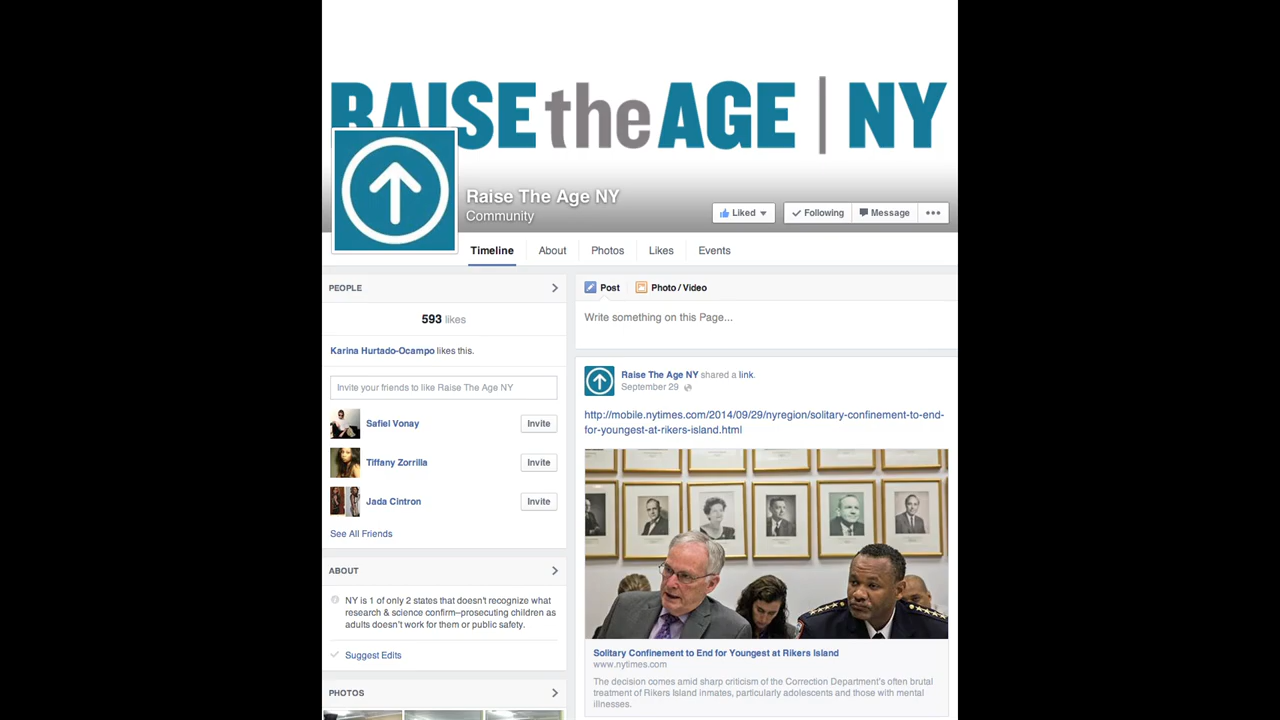 RAISE the AGE | NY
Raise The Age NY
Community
Liked
Following
Message
Timeline
About
Photos
Likes
Events
PEOPLE
593 likes
Karina Hurtado-Ocampo likes this.
Invite your friends to like Raise The Age NY
Safiel Vonay
Invite
Tiffany Zorrilla
Invite
Jada Cintron
Invite
See All Friends
ABOUT
NY is 1 of only 2 states that doesn't recognize what
research & science confirm–prosecuting children as
adults doesn't work for them or public safety.
Suggest Edits
PHOTOS
Post
Photo / Video
Write something on this Page...
Raise The Age NY shared a link.
September 29
http://mobile.nytimes.com/2014/09/29/nyregion/solitary-confinement-to-end-
for-youngest-at-rikers-island.html
Solitary Confinement to End for Youngest at Rikers Island
www.nytimes.com
The decision comes amid sharp criticism of the Correction Department's often brutal
treatment of Rikers Island inmates, particularly adolescents and those with mental
illnesses.